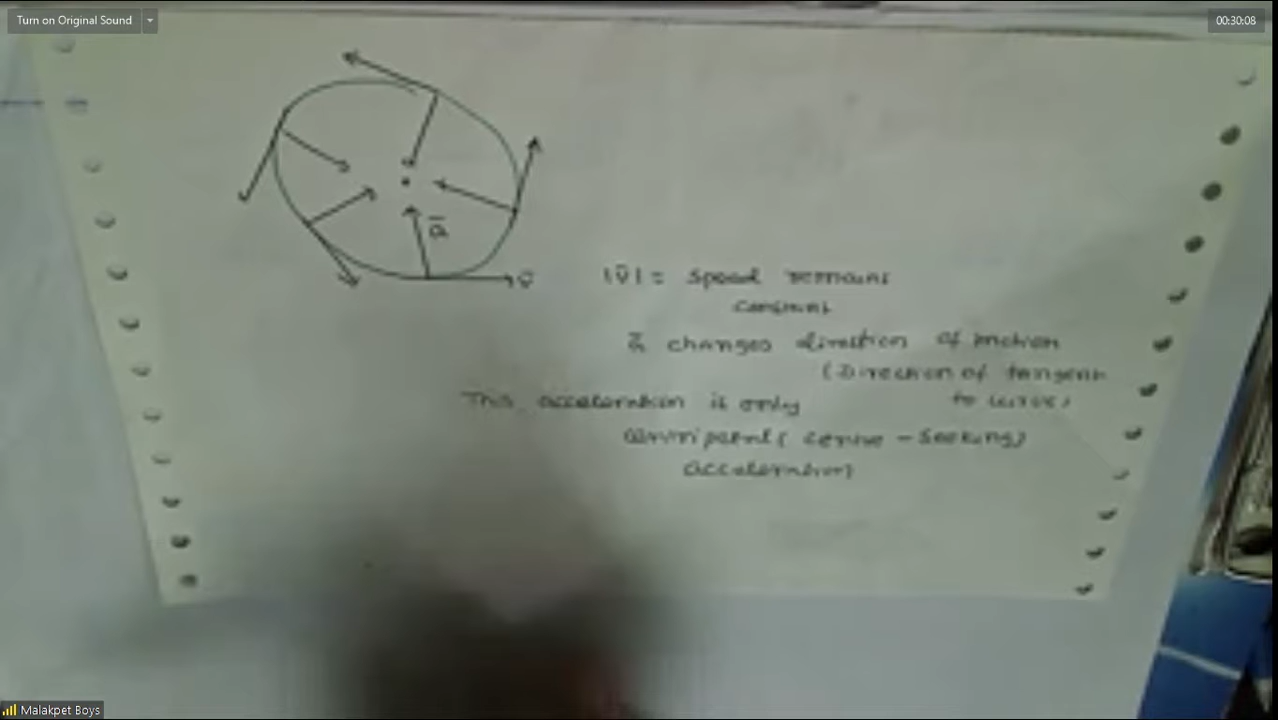 Turn on Original Sound
00:30:08
ā
v̄
|v̄| = Speed remains
constant
ā changes direction of motion
(Direction of tangent
to curve)
This acceleration is only
centripetal (centre - seeking)
acceleration)
Malakpet Boys